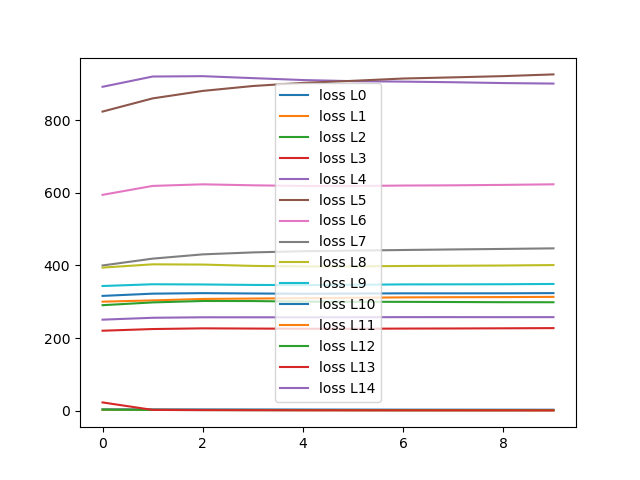 800
600
400
200
0
0 2 4 6 8
loss L0
loss L1
loss L2
loss L3
loss L4
loss L5
loss L6
loss L7
loss L8
loss L9
loss L10
loss L11
loss L12
loss L13
loss L14